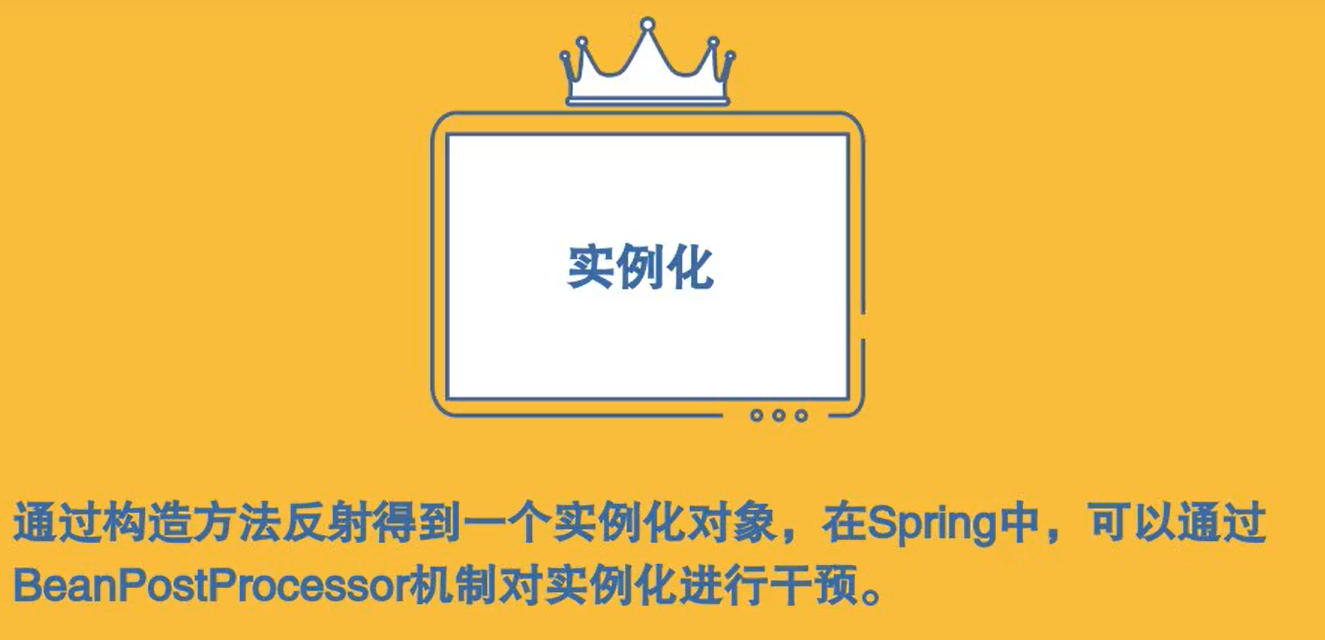 实例化
通过构造方法反射得到一个实例化对象，在Spring中，可以通过
BeanPostProcessor机制对实例化进行干预。